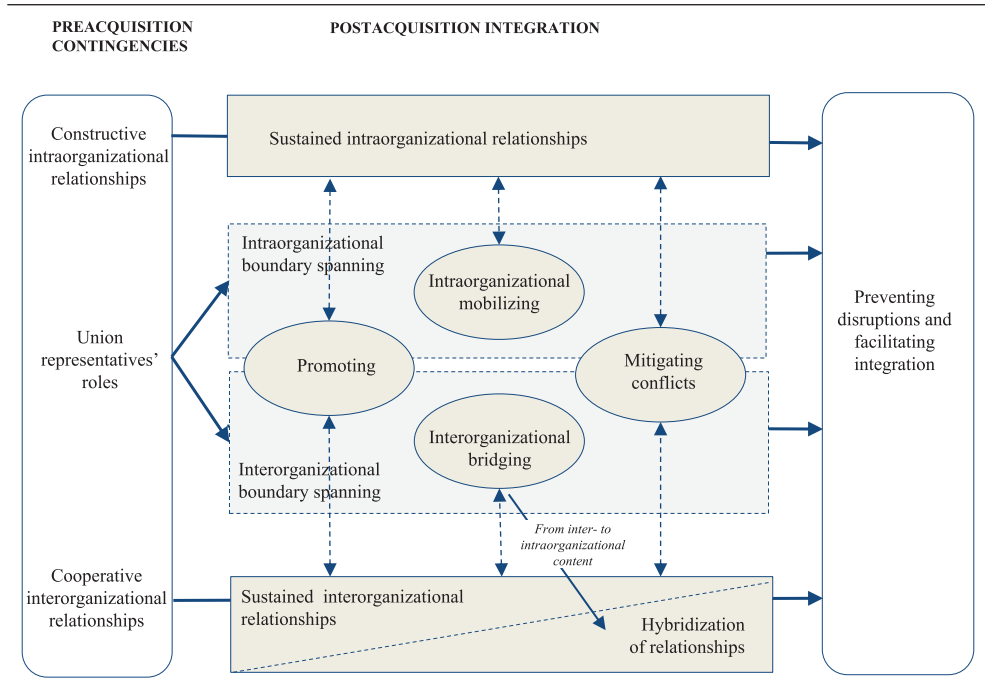 PREACQUISITION
CONTINGENCIES
POSTACQUISITION INTEGRATION
Constructive
intraorganizational
relationships
Union
representatives’
roles
Cooperative
interorganizational
relationships
Sustained intraorganizational relationships
Intraorganizational
boundary spanning
Intraorganizational
mobilizing
Promoting
Mitigating
conflicts
Interorganizational
bridging
Interorganizational
boundary spanning
From inter- to
intraorganizational
content
Sustained interorganizational
relationships
Hybridization
of relationships
Preventing
disruptions and
facilitating
integration